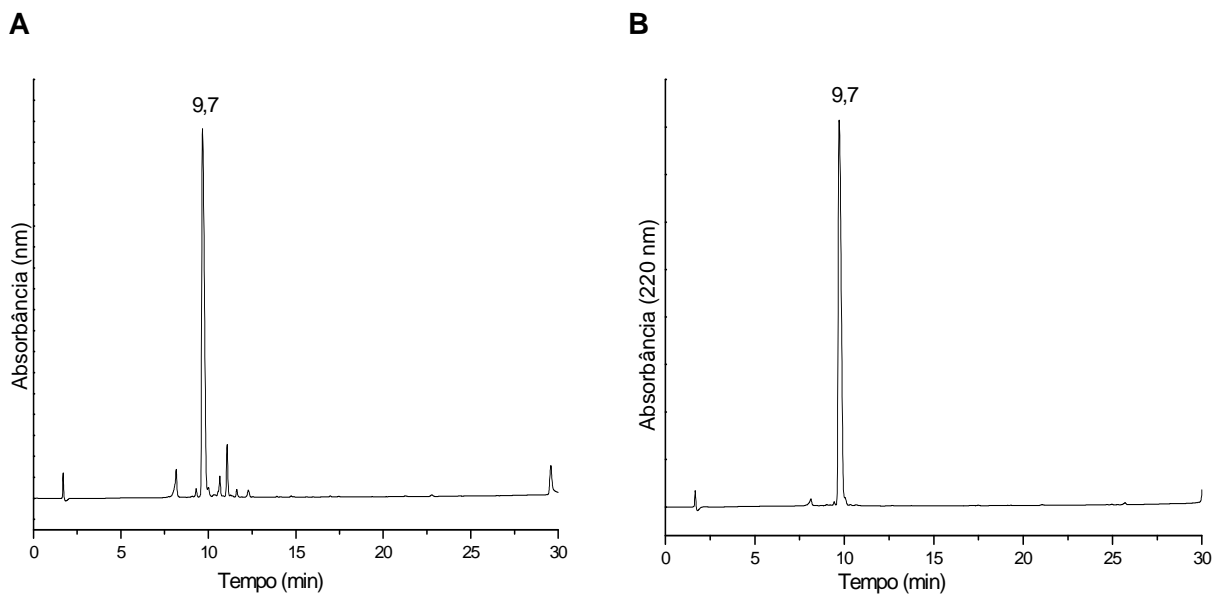 A
9,7
Absorbância (nm)
0 5 10 15 20 25 30
Tempo (min)
B
9,7
Absorbância (220 nm)
0 5 10 15 20 25 30
Tempo (min)